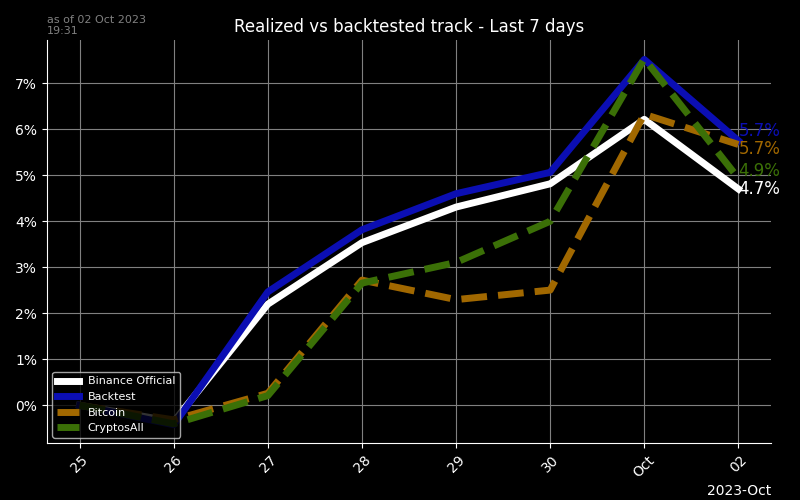 as of 02 Oct 2023
19:31
Realized vs backtested track - Last 7 days
7%
6%
5%
4%
3%
2%
1%
0%
5.7%
5.7%
4.9%
4.7%
Binance Official
Backtest
Bitcoin
CryptosAll
25
26
27
28
29
30
Oct
02
2023-Oct